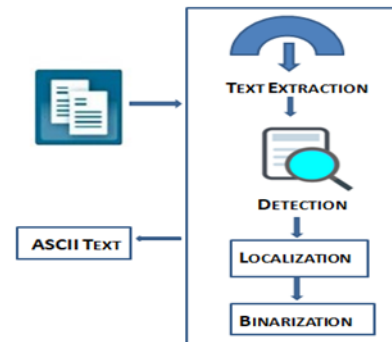 TEXT EXTRACTION
DETECTION
ASCII TEXT
LOCALIZATION
BINARIZATION